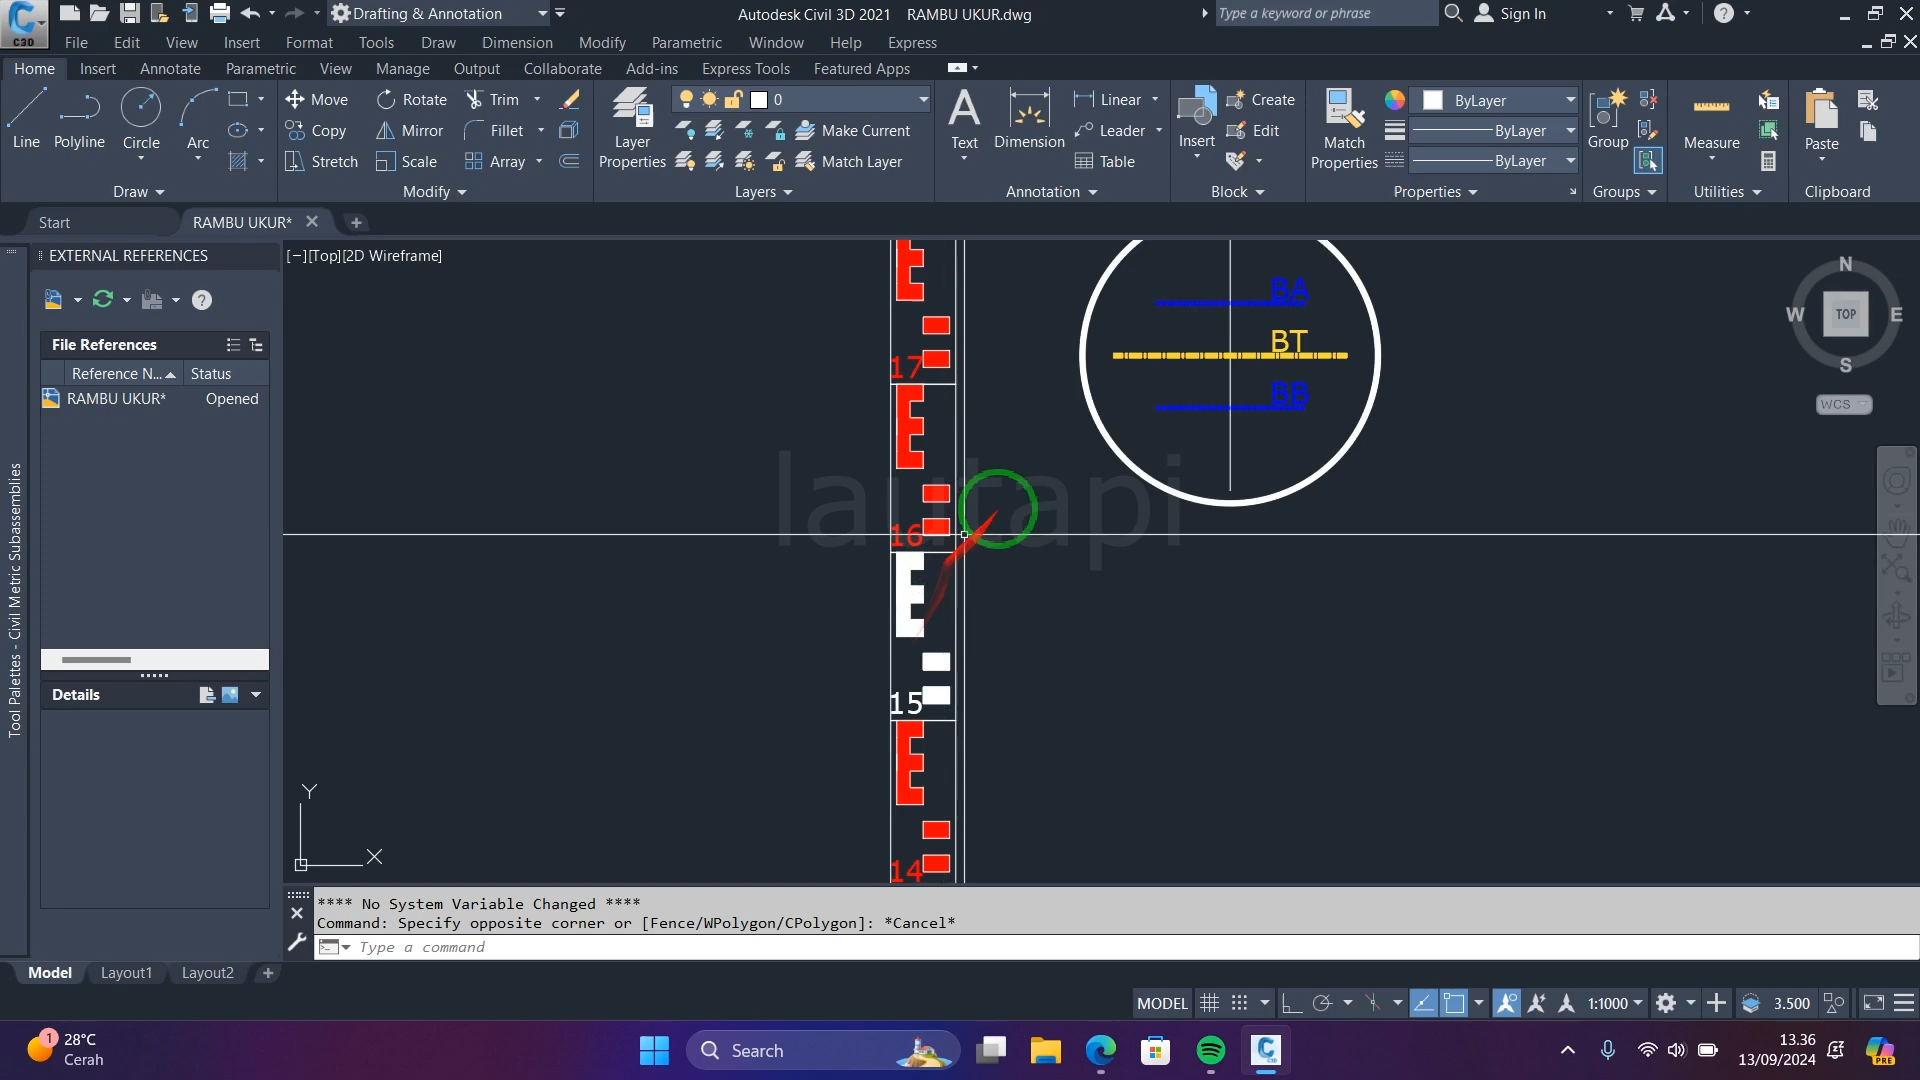 C3D
Drafting & Annotation
Autodesk Civil 3D 2021 RAMBU UKUR.dwg
Type a keyword or phrase
Sign In
File Edit View Insert Format Tools Draw Dimension Modify Parametric Window Help Express
Home Insert Annotate Parametric View Manage Output Collaborate Add-ins Express Tools Featured Apps
Line Polyline Circle Arc
Move Rotate Trim
Copy Mirror Fillet
Stretch Scale Array
Layer Properties
0
Make Current
Match Layer
Text Dimension
Linear
Leader
Table
Insert
Create
Edit
Match Properties
ByLayer
ByLayer
ByLayer
Group
Measure
Paste
Draw Modify Layers Annotation Block Properties Groups Utilities Clipboard
Start RAMBU UKUR*
EXTERNAL REFERENCES
[−][Top][2D Wireframe]
File References
Reference N... Status
RAMBU UKUR* Opened
Details
Tool Palettes - Civil Metric Subassemblies
BA
BT
BB
17
16
15
14
lautapi
N
W TOP E
S
WCS
Y
X
**** No System Variable Changed ****
Command: Specify opposite corner or [Fence/WPolygon/CPolygon]: *Cancel*
Type a command
Model Layout1 Layout2
MODEL 1:1000 3.500
1
28°C
Cerah
Search
C3D
13.36
13/09/2024
PRE